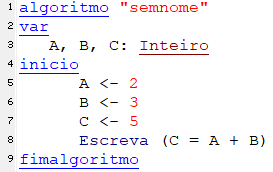 1 algoritmo "semnome"
2 var
3 A, B, C: Inteiro
4 inicio
5 A <- 2
6 B <- 3
7 C <- 5
8 Escreva (C = A + B)
9 fimalgoritmo